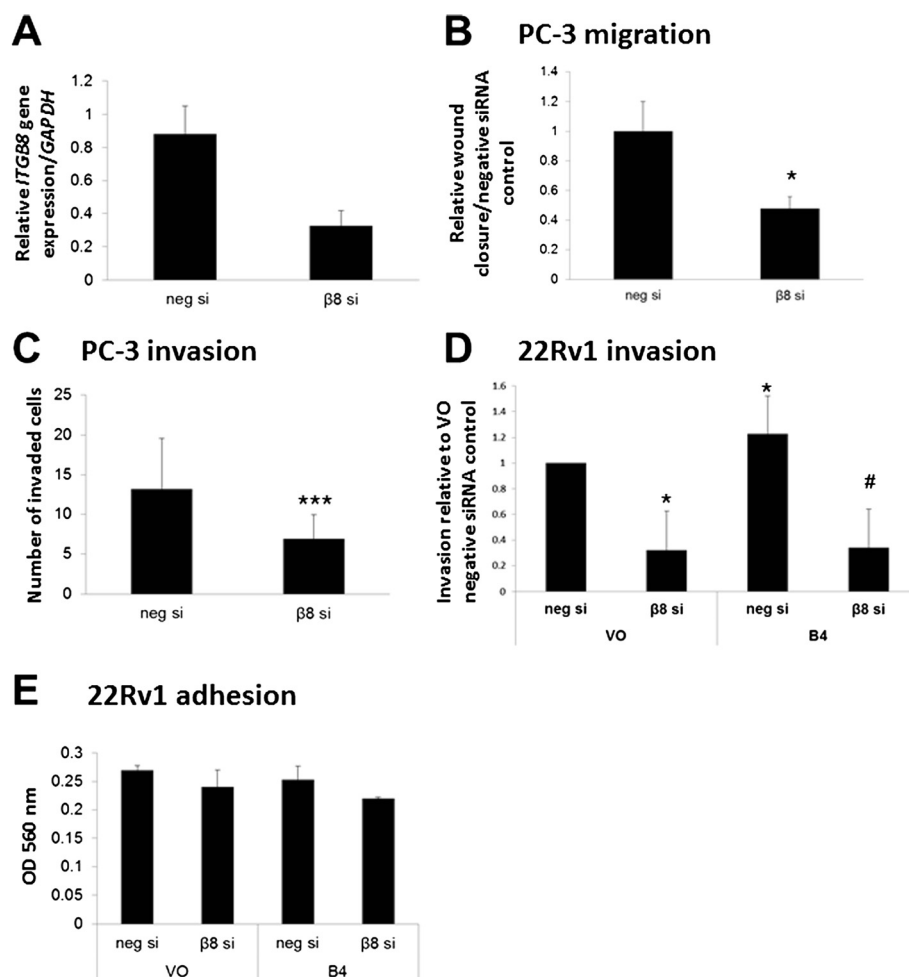 A
Relative ITGB8 gene
expression/GAPDH
1.2
1
0.8
0.6
0.4
0.2
0
neg si
β8 si
B PC-3 migration
Relative wound
closure/negative siRNA
control
1.4
1.2
1
0.8
0.6
0.4
0.2
0
*
neg si
β8 si
C PC-3 invasion
Number of invaded cells
25
20
15
10
5
0
***
neg si
β8 si
D 22Rv1 invasion
Invasion relative to VO
negative siRNA control
1.6
1.4
1.2
1
0.8
0.6
0.4
0.2
0
*
*
#
neg si
β8 si
neg si
β8 si
VO
B4
E 22Rv1 adhesion
OD 560 nm
0.3
0.25
0.2
0.15
0.1
0.05
0
neg si
β8 si
neg si
β8 si
VO
B4